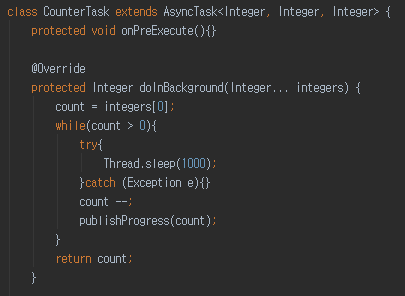 class CounterTask extends AsyncTask<Integer, Integer, Integer> {
protected void onPreExecute(){}
@Override
protected Integer doInBackground(Integer... integers) {
count = integers[0];
while(count > 0){
try{
Thread.sleep(1000);
}catch (Exception e){}
count --;
publishProgress(count);
}
return count;
}